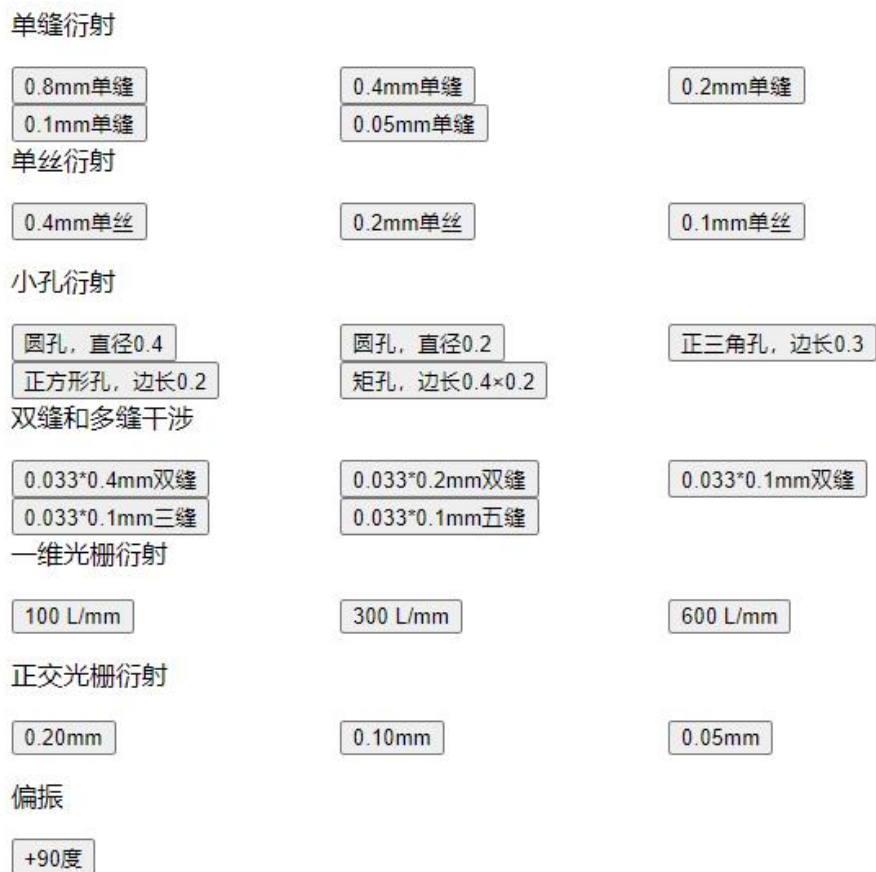 单缝衍射
0.8mm单缝 0.4mm单缝 0.2mm单缝
0.1mm单缝 0.05mm单缝
单丝衍射
0.4mm单丝 0.2mm单丝 0.1mm单丝
小孔衍射
圆孔，直径0.4 圆孔，直径0.2 正三角孔，边长0.3
正方形孔，边长0.2 矩孔，边长0.4×0.2
双缝和多缝干涉
0.033*0.4mm双缝 0.033*0.2mm双缝 0.033*0.1mm双缝
0.033*0.1mm三缝 0.033*0.1mm五缝
一维光栅衍射
100 L/mm 300 L/mm 600 L/mm
正交光栅衍射
0.20mm 0.10mm 0.05mm
偏振
+90度